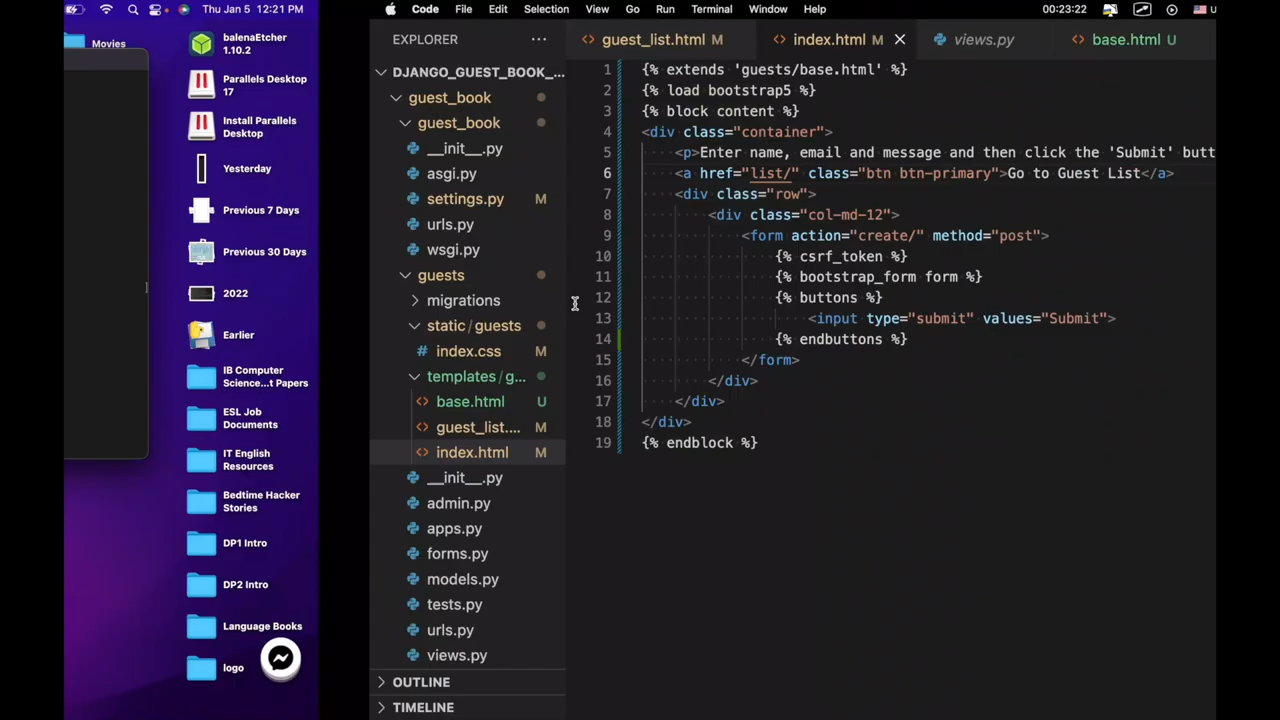 Thu Jan 5 12:21 PM
Movies
balenaEtcher
1.10.2
Parallels Desktop
17
Install Parallels
Desktop
Yesterday
Previous 7 Days
Previous 30 Days
2022
Earlier
IB Computer
Science...t Papers
ESL Job
Documents
IT English
Resources
Bedtime Hacker
Stories
DP1 Intro
DP2 Intro
Language Books
logo
Code File Edit Selection View Go Run Terminal Window Help 00:23:22 U
EXPLORER ...
DJANGO_GUEST_BOOK_...
guest_book
guest_book
__init__.py
asgi.py
settings.py M
urls.py
wsgi.py
guests
migrations
static/guests
# index.css M
templates/g...
<> base.html U
<> guest_list.... M
<> index.html M
__init__.py
admin.py
apps.py
forms.py
models.py
tests.py
urls.py
views.py
OUTLINE
TIMELINE
<> guest_list.html M <> index.html M views.py <> base.html U
1 {% extends 'guests/base.html' %}
2 {% load bootstrap5 %}
3 {% block content %}
4 <div class="container">
5 <p>Enter name, email and message and then click the 'Submit' butt
6 <a href="list/" class="btn btn-primary">Go to Guest List</a>
7 <div class="row">
8 <div class="col-md-12">
9 <form action="create/" method="post">
10 {% csrf_token %}
11 {% bootstrap_form form %}
12 {% buttons %}
13 <input type="submit" values="Submit">
14 {% endbuttons %}
15 </form>
16 </div>
17 </div>
18 </div>
19 {% endblock %}